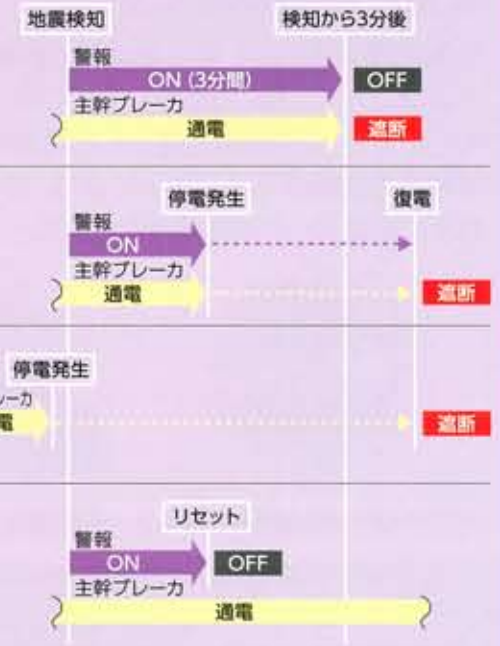 地震検知 検知から3分後
警報
ON (3分間) OFF
主幹ブレーカ
通電 遮断
停電発生 復電
警報
ON
主幹ブレーカ
通電 遮断
停電発生
レーカ
電 遮断
リセット
警報
ON OFF
主幹ブレーカ
通電